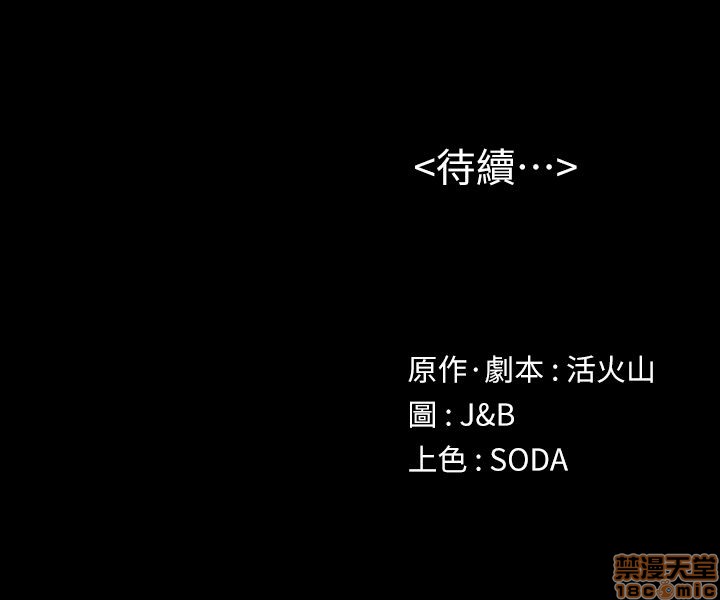 <待續⋯>
原作·劇本 : 活火山
圖 : J&B
上色 : SODA
禁漫天堂
18comic